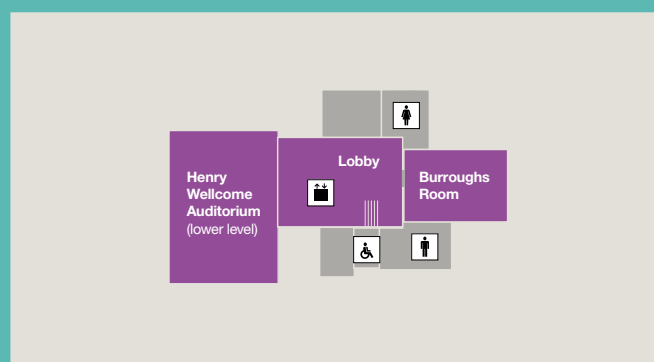 Lobby
Henry
Wellcome
Auditorium
(lower level)
Burroughs
Room